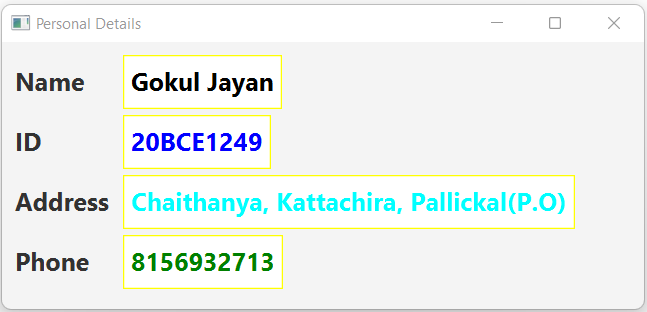 Personal Details
Name Gokul Jayan
ID 20BCE1249
Address Chaithanya, Kattachira, Pallickal(P.O)
Phone 8156932713